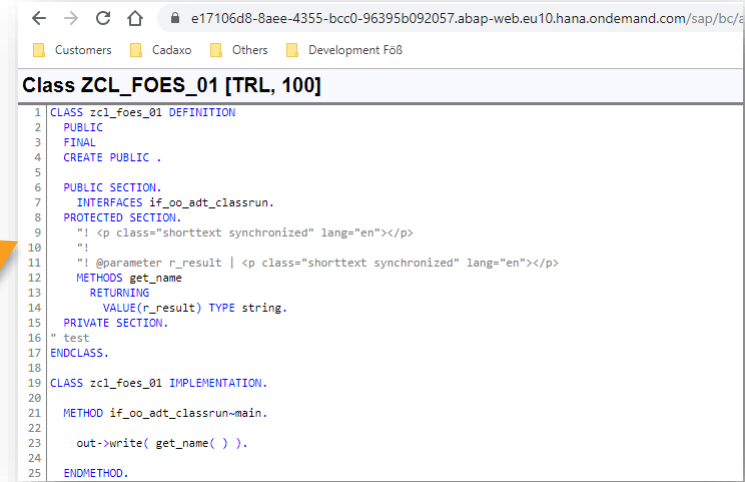 e17106d8-8aee-4355-bcc0-96395b092057.abap-web.eu10.hana.ondemand.com/sap/bc/a
Customers Cadaxo Others Development Föß
Class ZCL_FOES_01 [TRL, 100]
1 CLASS zcl_foes_01 DEFINITION
2 PUBLIC
3 FINAL
4 CREATE PUBLIC .
5
6 PUBLIC SECTION.
7 INTERFACES if_oo_adt_classrun.
8 PROTECTED SECTION.
9 "! <p class="shorttext synchronized" lang="en"></p>
10 "!
11 "! @parameter r_result | <p class="shorttext synchronized" lang="en"></p>
12 METHODS get_name
13 RETURNING
14 VALUE(r_result) TYPE string.
15 PRIVATE SECTION.
16 " test
17 ENDCLASS.
18
19 CLASS zcl_foes_01 IMPLEMENTATION.
20
21 METHOD if_oo_adt_classrun~main.
22
23 out->write( get_name( ) ).
24
25 ENDMETHOD.